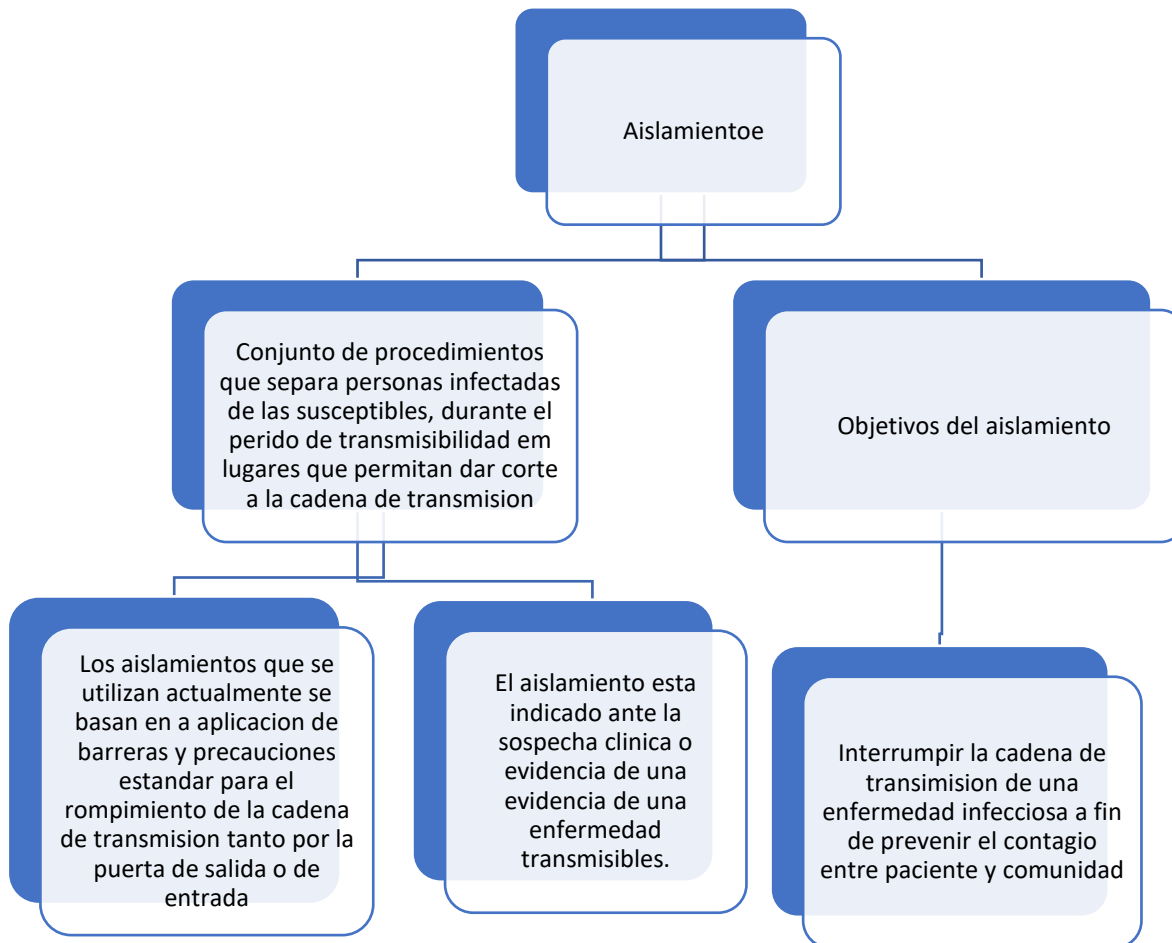 Aislamientoe
Conjunto de procedimientos
que separa personas infectadas
de las susceptibles, durante el
perido de transmisibilidad em
lugares que permitan dar corte
a la cadena de transmision
Objetivos del aislamiento
Los aislamientos que se
utilizan actualmente se
basan en a aplicacion de
barreras y precauciones
estandar para el
rompimiento de la cadena
de transmision tanto por la
puerta de salida o de
entrada
El aislamiento esta
indicado ante la
sospecha clinica o
evidencia de una
evidencia de una
enfermedad
transmisibles.
Interrumpir la cadena de
transimision de una
enfermedad infecciosa a fin
de prevenir el contagio
entre paciente y comunidad